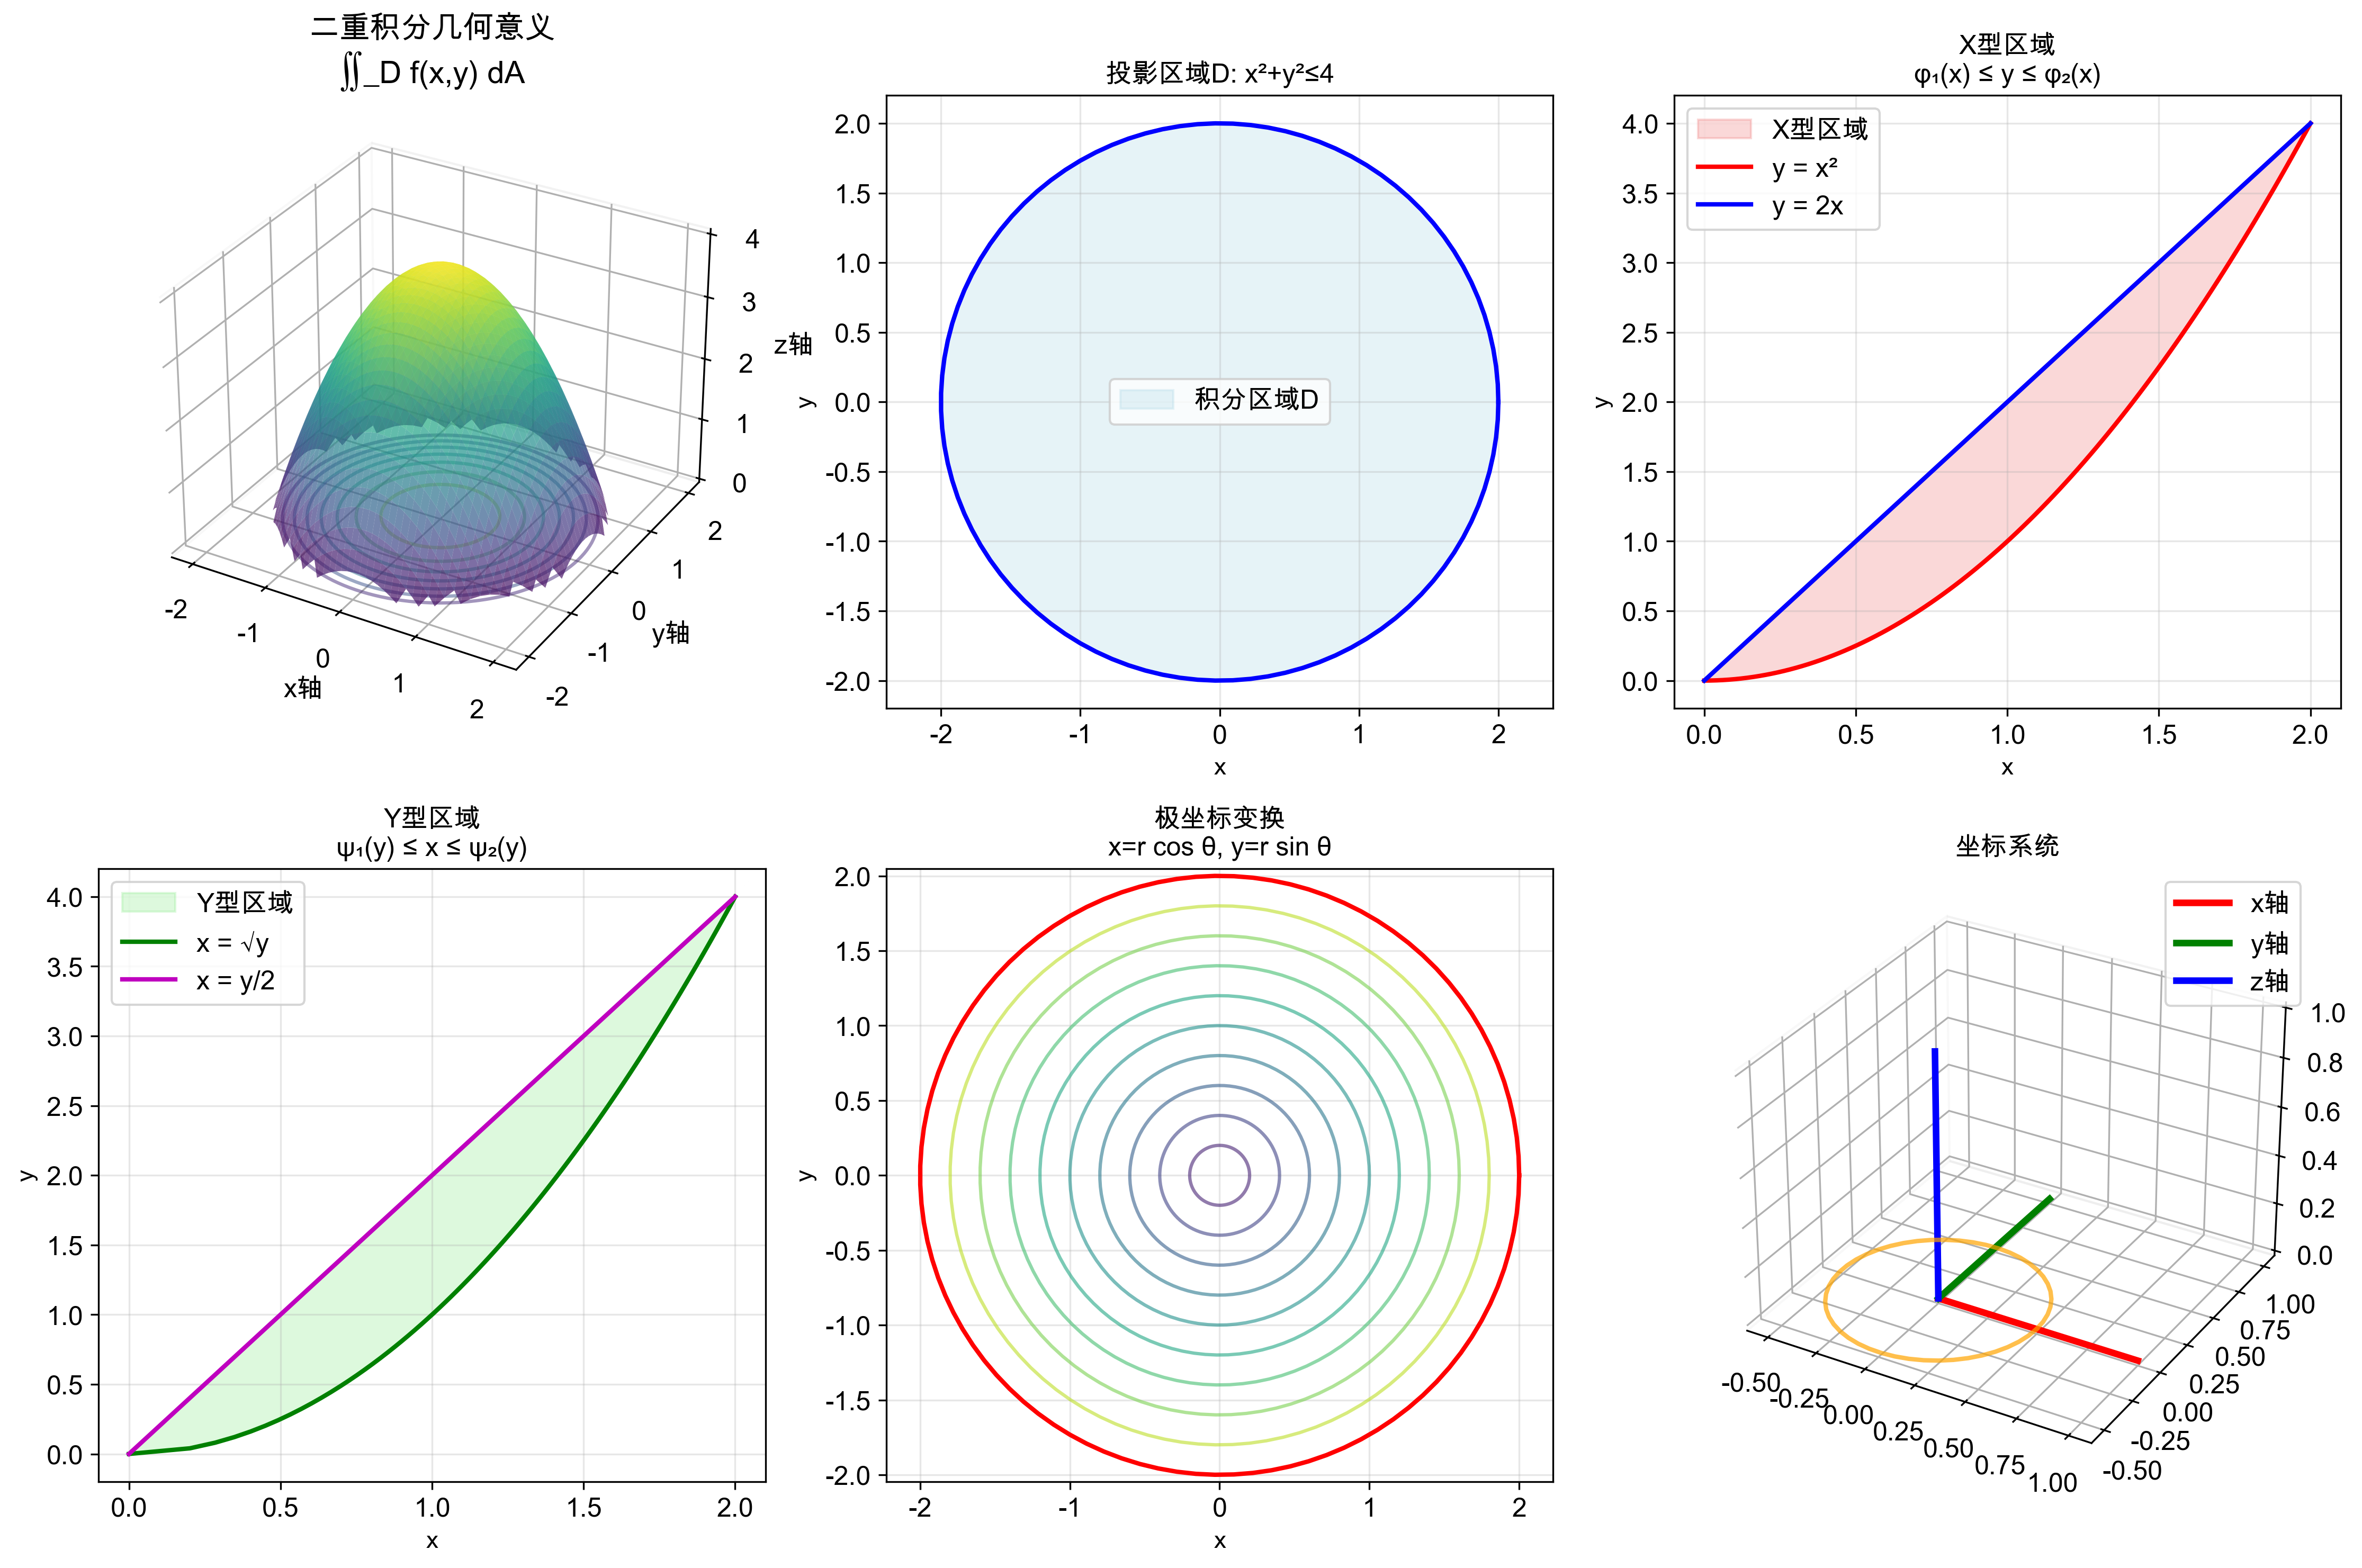 二重积分几何意义
∬_D f(x,y) dA
4
3
2
1
0
z轴
-2
-1
0
1
2
x轴
-2
-1
0
1
2
y轴
投影区域D: x²+y²≤4
2.0
1.5
1.0
0.5
0.0
-0.5
-1.0
-1.5
-2.0
y
积分区域D
-2
-1
0
1
2
x
X型区域
φ₁(x) ≤ y ≤ φ₂(x)
X型区域
y = x²
y = 2x
4.0
3.5
3.0
2.5
2.0
1.5
1.0
0.5
0.0
y
0.0
0.5
1.0
1.5
2.0
x
Y型区域
ψ₁(y) ≤ x ≤ ψ₂(y)
Y型区域
x = √y
x = y/2
4.0
3.5
3.0
2.5
2.0
1.5
1.0
0.5
0.0
y
0.0
0.5
1.0
1.5
2.0
x
极坐标变换
x=r cos θ, y=r sin θ
2.0
1.5
1.0
0.5
0.0
-0.5
-1.0
-1.5
-2.0
y
-2
-1
0
1
2
x
坐标系统
x轴
y轴
z轴
1.0
0.8
0.6
0.4
0.2
0.0
-0.50
-0.25
0.00
0.25
0.50
0.75
1.00
-0.50
-0.25
0.00
0.25
0.50
0.75
1.00